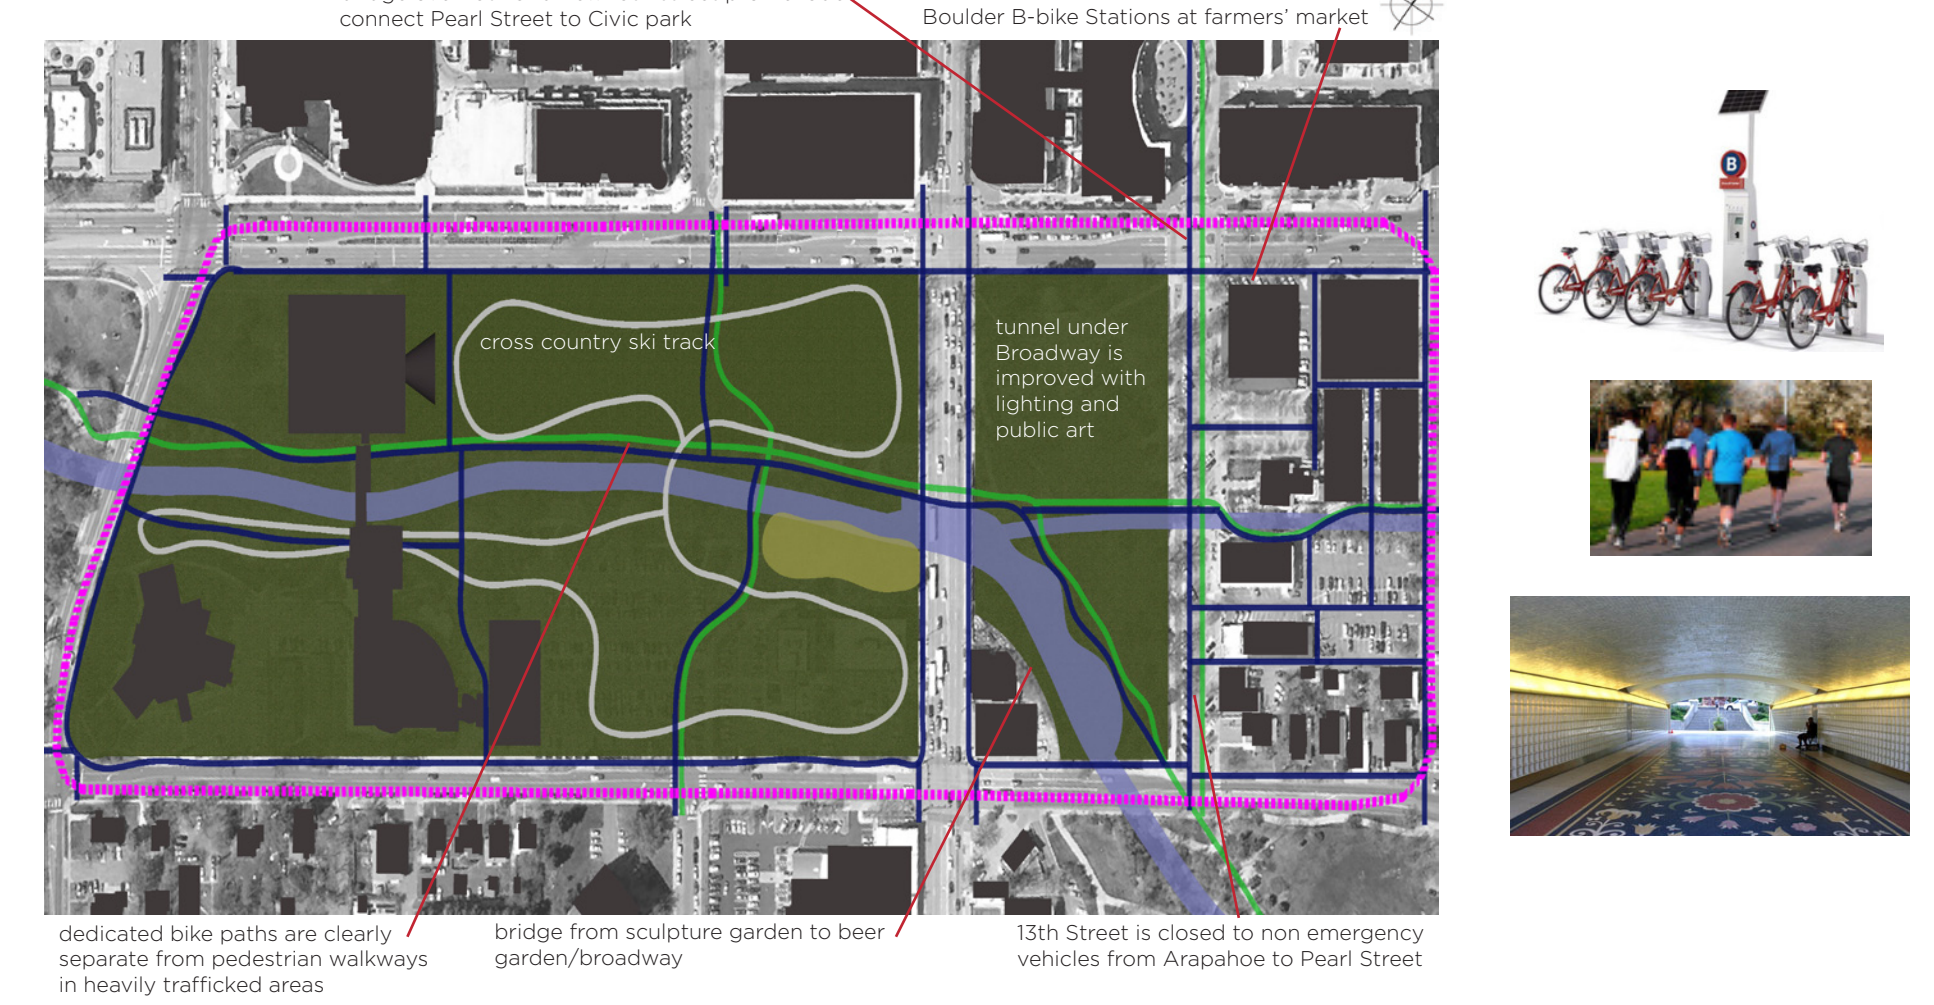 connect Pearl Street to Civic park
Boulder B-bike Stations at farmers' market
cross country ski track
tunnel under
Broadway is
improved with
lighting and
public art
B
dedicated bike paths are clearly
separate from pedestrian walkways
in heavily trafficked areas
bridge from sculpture garden to beer
garden/broadway
13th Street is closed to non emergency
vehicles from Arapahoe to Pearl Street